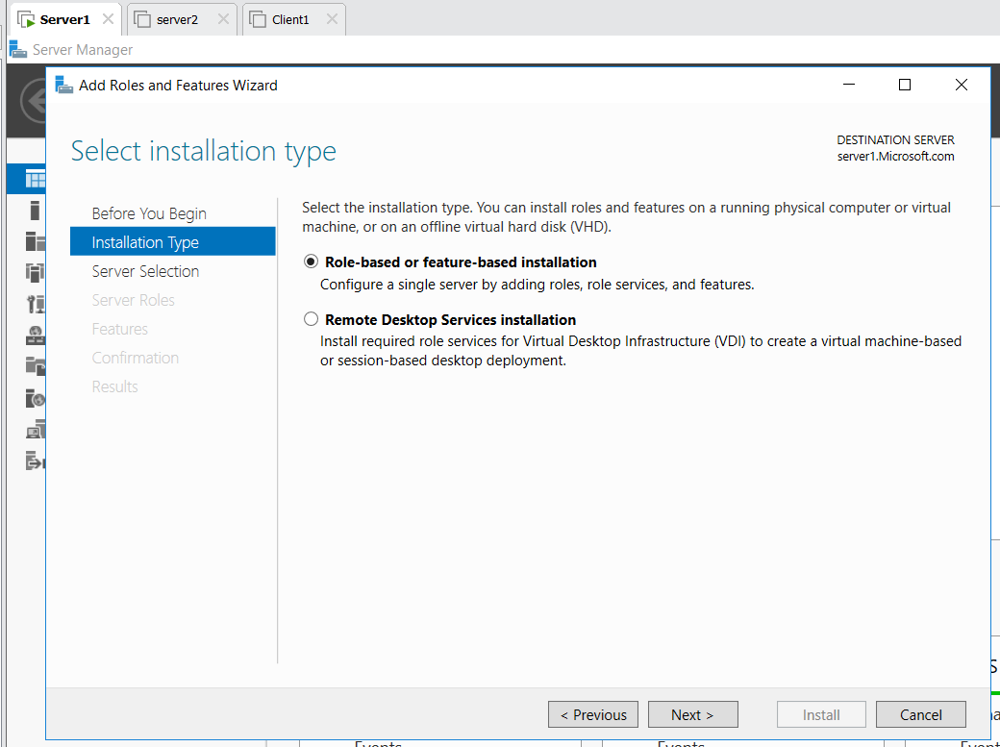 Server1
server2
Client1
Server Manager
Add Roles and Features Wizard
Select installation type
DESTINATION SERVER
server1.Microsoft.com
Before You Begin
Installation Type
Server Selection
Server Roles
Features
Confirmation
Results
Select the installation type. You can install roles and features on a running physical computer or virtual
machine, or on an offline virtual hard disk (VHD).
Role-based or feature-based installation
Configure a single server by adding roles, role services, and features.
Remote Desktop Services installation
Install required role services for Virtual Desktop Infrastructure (VDI) to create a virtual machine-based
or session-based desktop deployment.
< Previous
Next >
Install
Cancel
Events
Events